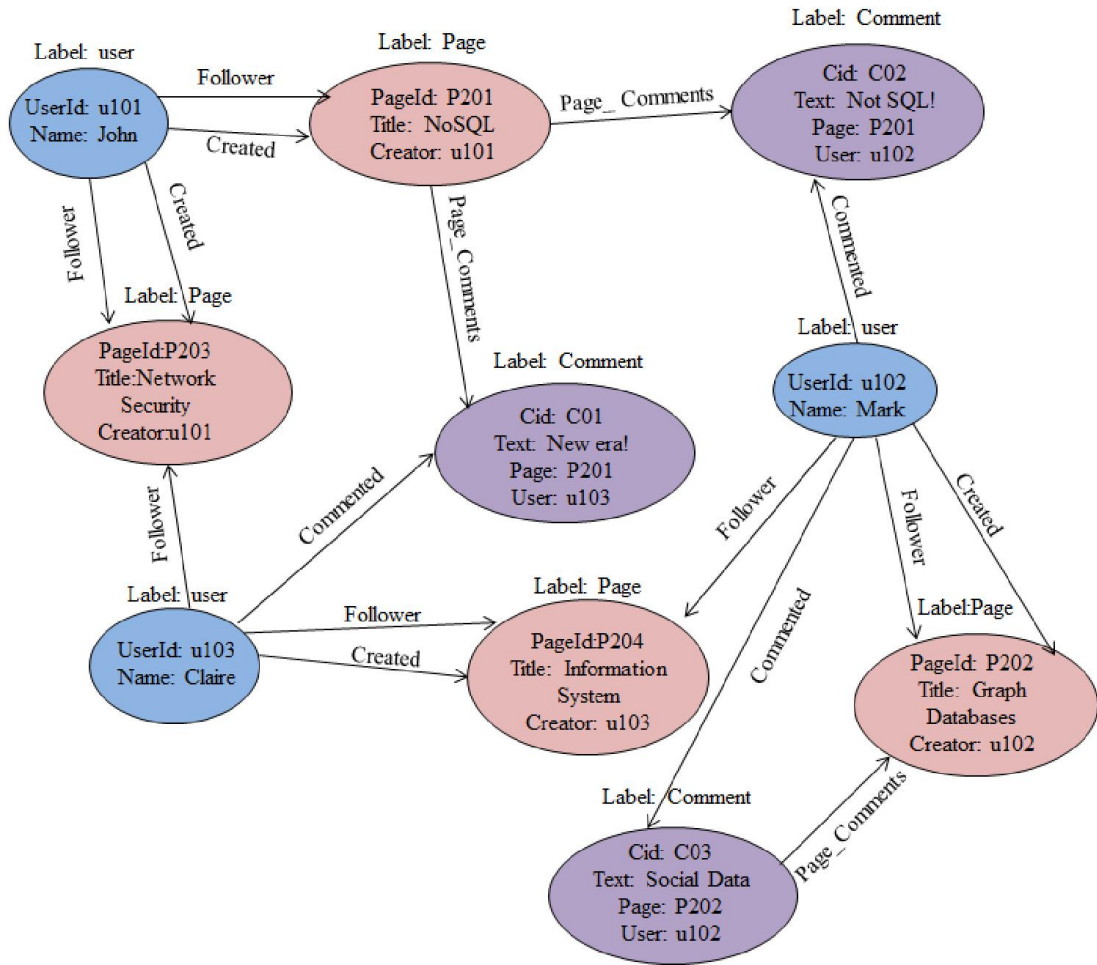 Label: user
UserId: u101
Name: John
Follower
Created
Label: Page
PageId: P201
Title: NoSQL
Creator: u101
Page_ Comments
Label: Comment
Cid: C02
Text: Not SQL!
Page: P201
User: u102
Follower
Created
Page_Comments
Commented
Label: Page
PageId:P203
Title:Network
Security
Creator:u101
Label: Comment
Cid: C01
Text: New era!
Page: P201
User: u103
Label: user
UserId: u102
Name: Mark
Follower
Commented
Follower
Commented
Follower
Created
Label: user
UserId: u103
Name: Claire
Follower
Created
Label: Page
PageId:P204
Title: Information
System
Creator: u103
Label:Page
PageId: P202
Title: Graph
Databases
Creator: u102
Label: Comment
Cid: C03
Text: Social Data
Page: P202
User: u102
Page_Comments